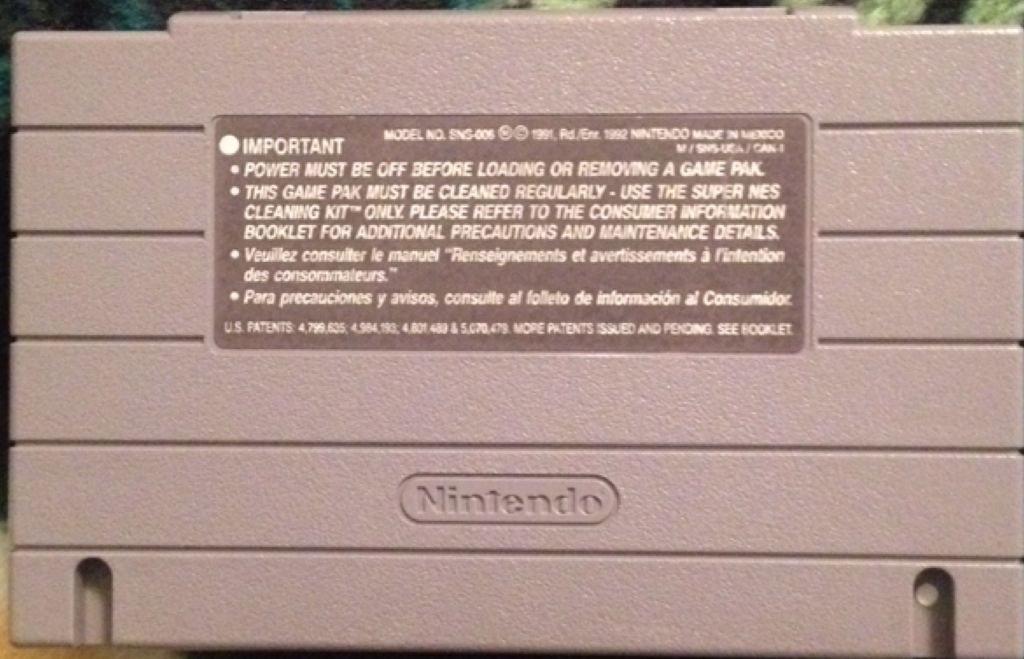 MODEL NO. SNS-006 ® © 1991, Rd./Enr. 1992 NINTENDO MADE IN MEXICO
● IMPORTANT
M / SNS-USA / CAN-1
• POWER MUST BE OFF BEFORE LOADING OR REMOVING A GAME PAK.
• THIS GAME PAK MUST BE CLEANED REGULARLY - USE THE SUPER NES
CLEANING KIT™ ONLY. PLEASE REFER TO THE CONSUMER INFORMATION
BOOKLET FOR ADDITIONAL PRECAUTIONS AND MAINTENANCE DETAILS.
• Veuillez consulter le manuel "Renseignements et avertissements à l'intention
des consommateurs."
• Para precauciones y avisos, consulte al folleto de información al Consumidor.
U.S. PATENTS: 4,799,635; 4,984,193; 4,801,489 & 5,070,479. MORE PATENTS ISSUED AND PENDING. SEE BOOKLET.
Nintendo